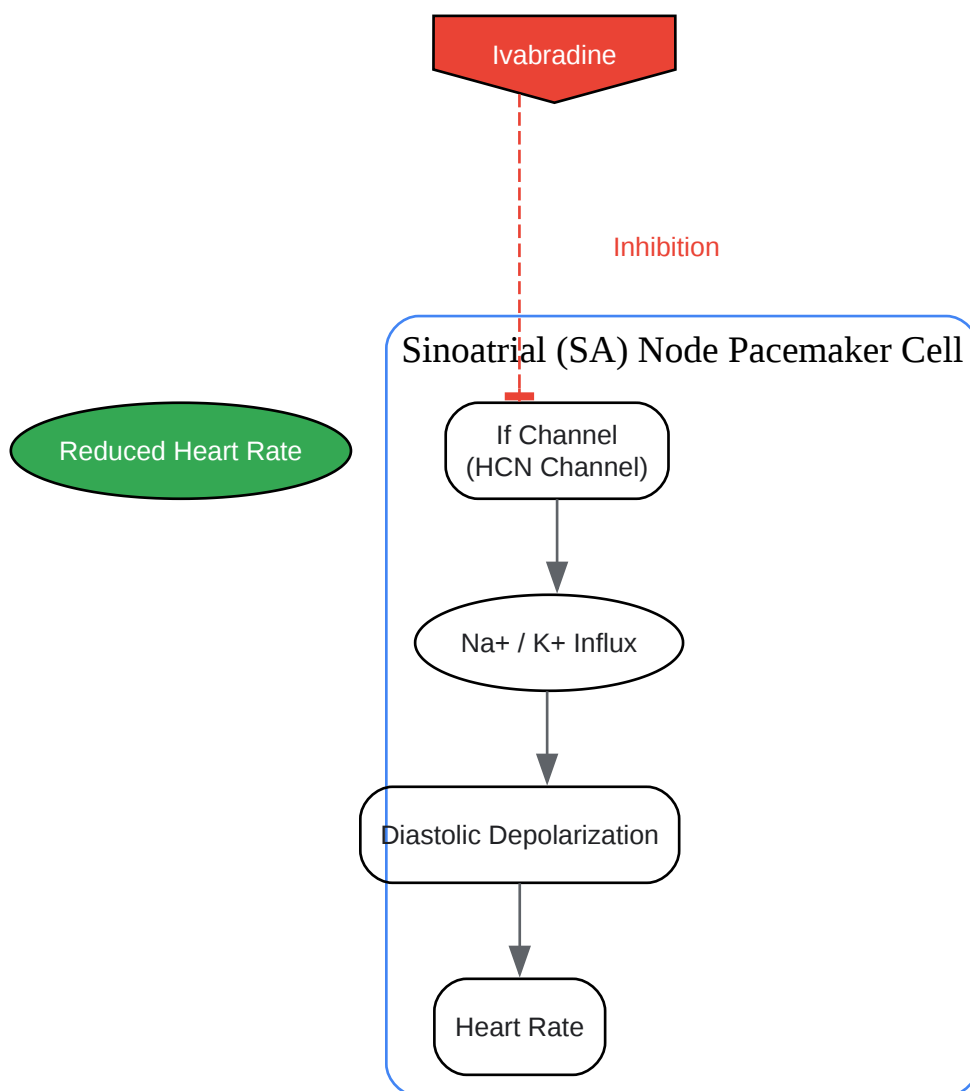 Ivabradine
Inhibition
Sinoatrial (SA) Node Pacemaker Cell
Reduced Heart Rate
If Channel
(HCN Channel)
Na+ / K+ Influx
Diastolic Depolarization
Heart Rate